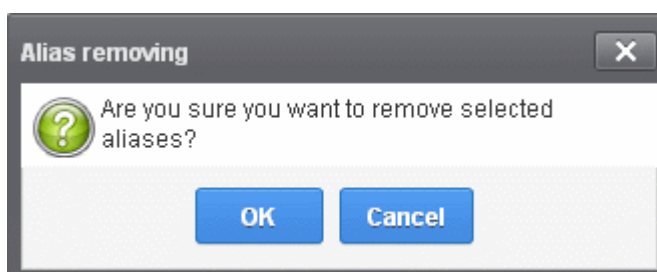 Alias removing
Are you sure you want to remove selected
aliases?
OK Cancel